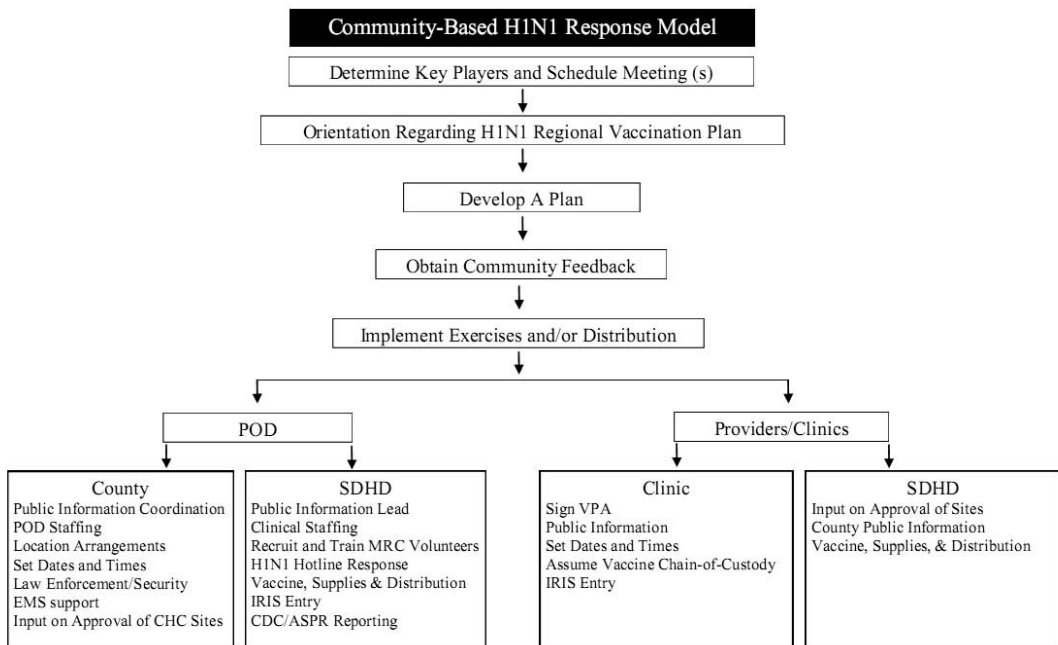 Community-Based H1N1 Response Model
Determine Key Players and Schedule Meeting (s)
Orientation Regarding H1N1 Regional Vaccination Plan
Develop A Plan
Obtain Community Feedback
Implement Exercises and/or Distribution
POD
Providers/Clinics
County
Public Information Coordination
POD Staffing
Location Arrangements
Set Dates and Times
Law Enforcement/Security
EMS support
Input on Approval of CHC Sites
SDHD
Public Information Lead
Clinical Staffing
Recruit and Train MRC Volunteers
H1N1 Hotline Response
Vaccine, Supplies & Distribution
IRIS Entry
CDC/ASPR Reporting
Clinic
Sign VPA
Public Information
Set Dates and Times
Assume Vaccine Chain-of-Custody
IRIS Entry
SDHD
Input on Approval of Sites
County Public Information
Vaccine, Supplies, & Distribution